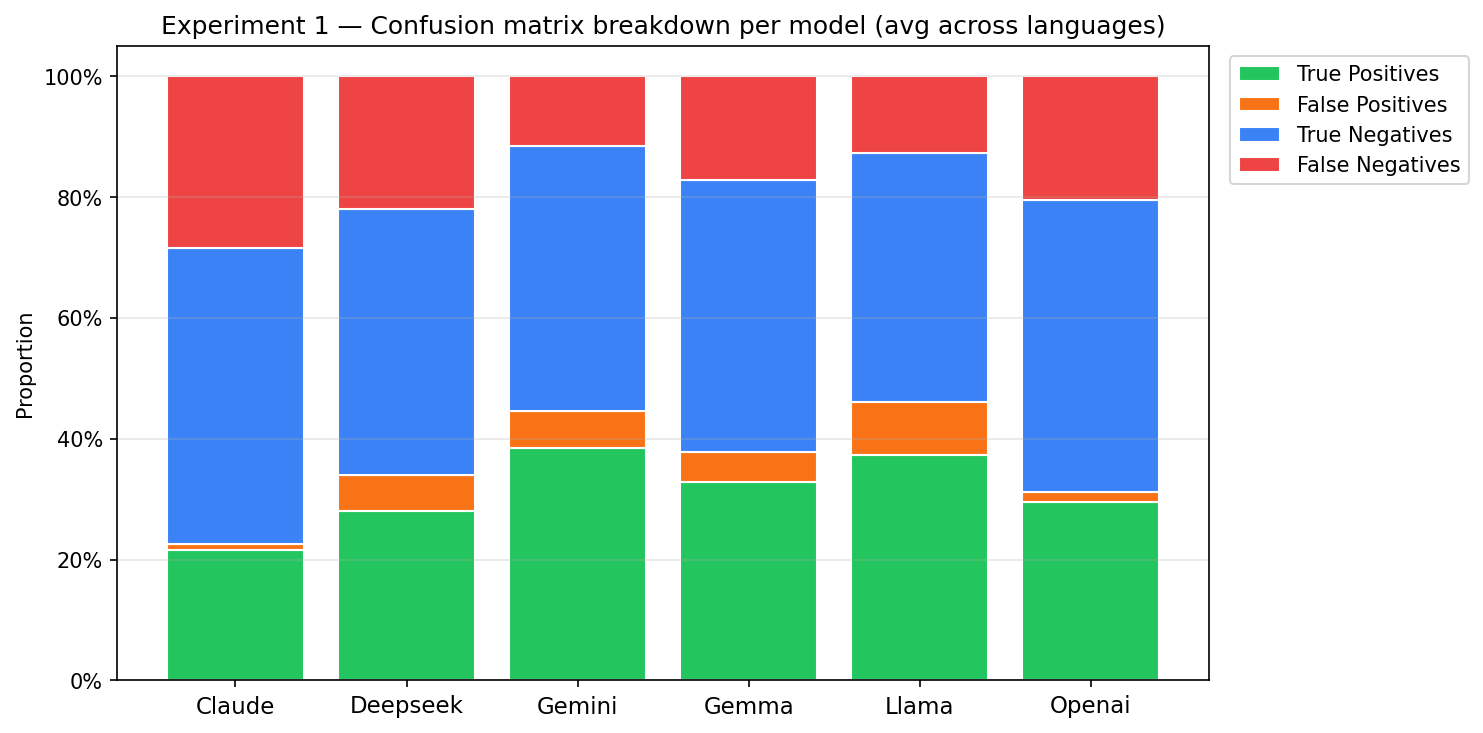 Experiment 1 — Confusion matrix breakdown per model (avg across languages)
100%
80%
60%
40%
20%
0%
Proportion
Claude
Deepseek
Gemini
Gemma
Llama
Openai
True Positives
False Positives
True Negatives
False Negatives